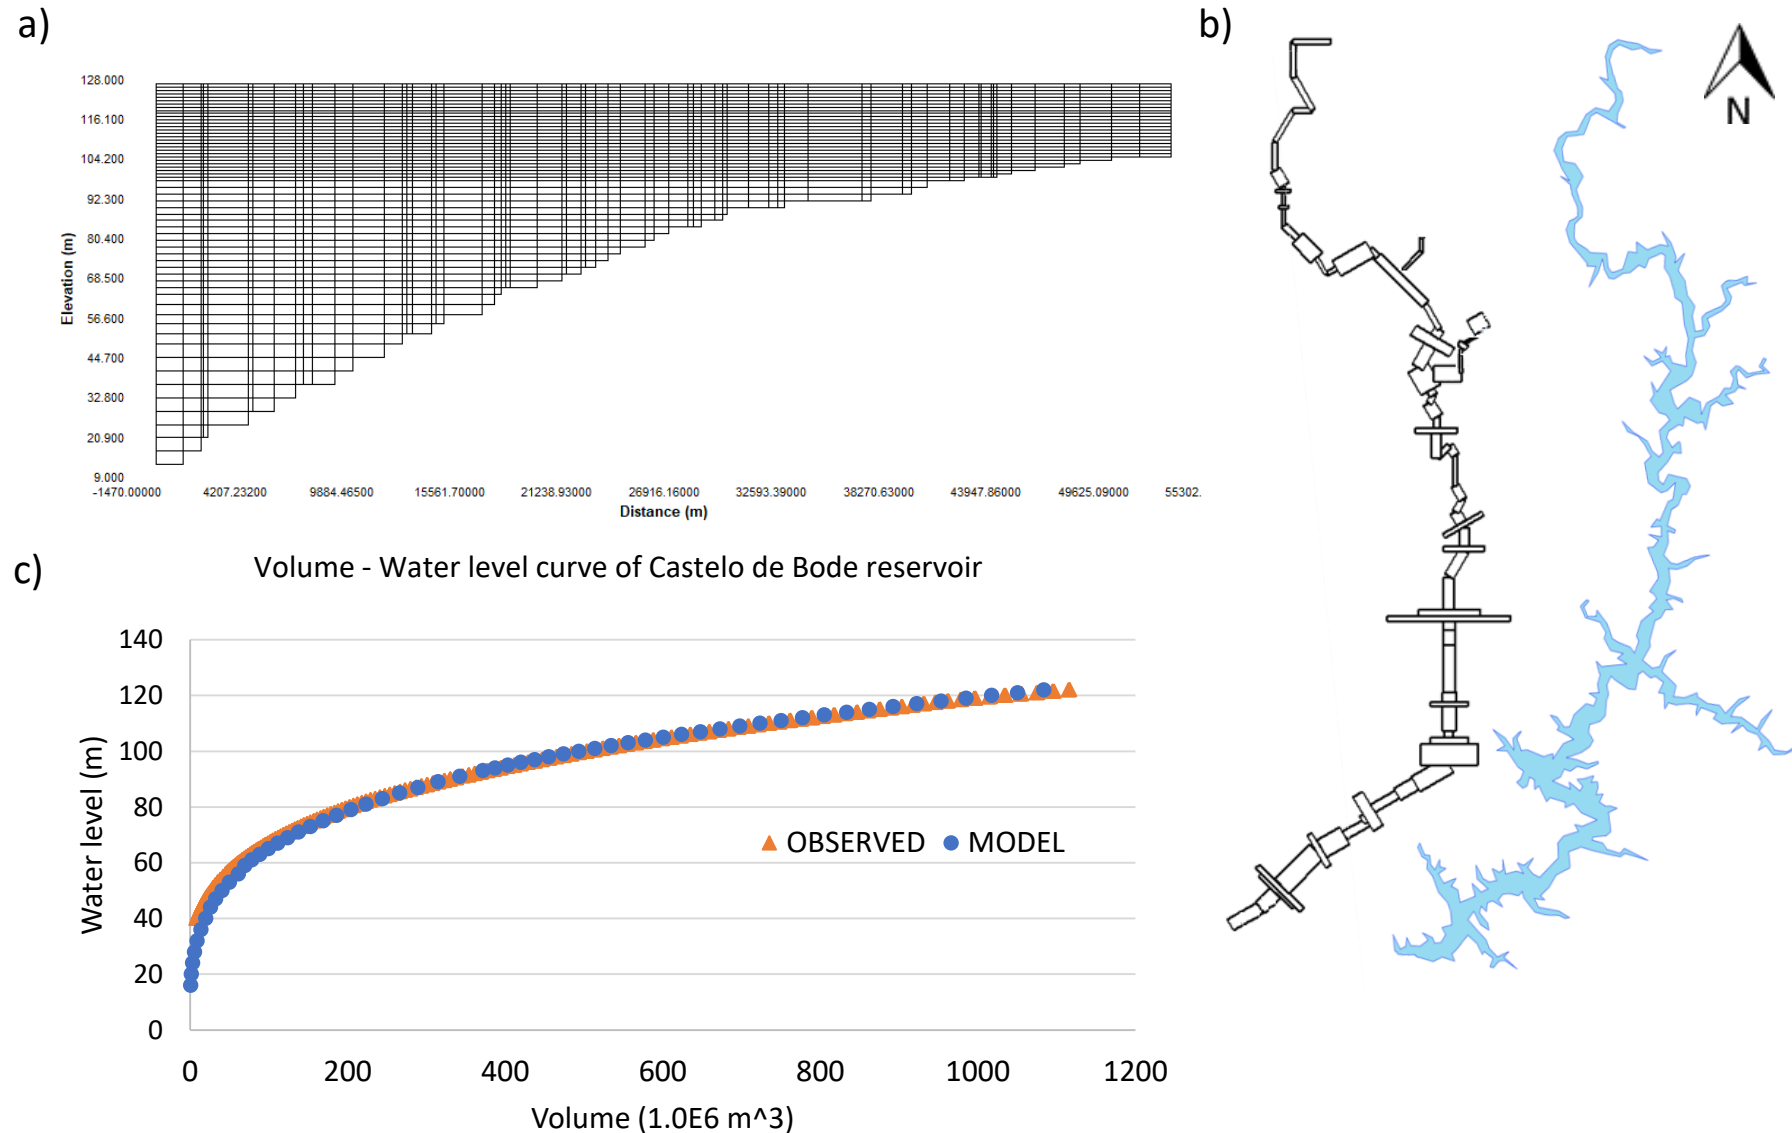 a)
128.000
116.100
104.200
92.300
80.400
68.500
56.600
44.700
32.800
20.900
9.000
Elevation (m)
-1470.00000 4207.23200 9884.46500 15561.70000 21238.93000 26916.16000 32593.39000 38270.63000 43947.86000 49625.09000 55302.
Distance (m)
b)
N
c)
Volume - Water level curve of Castelo de Bode reservoir
140
120
100
80
60
40
20
0
Water level (m)
OBSERVED MODEL
0 200 400 600 800 1000 1200
Volume (1.0E6 m^3)